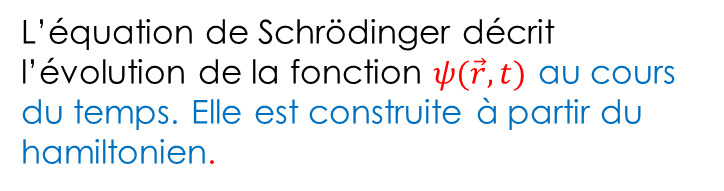 L’équation de Schrödinger décrit
l’évolution de la fonction 𝜓(𝑟⃗, 𝑡) au cours
du temps. Elle est construite à partir du
hamiltonien.